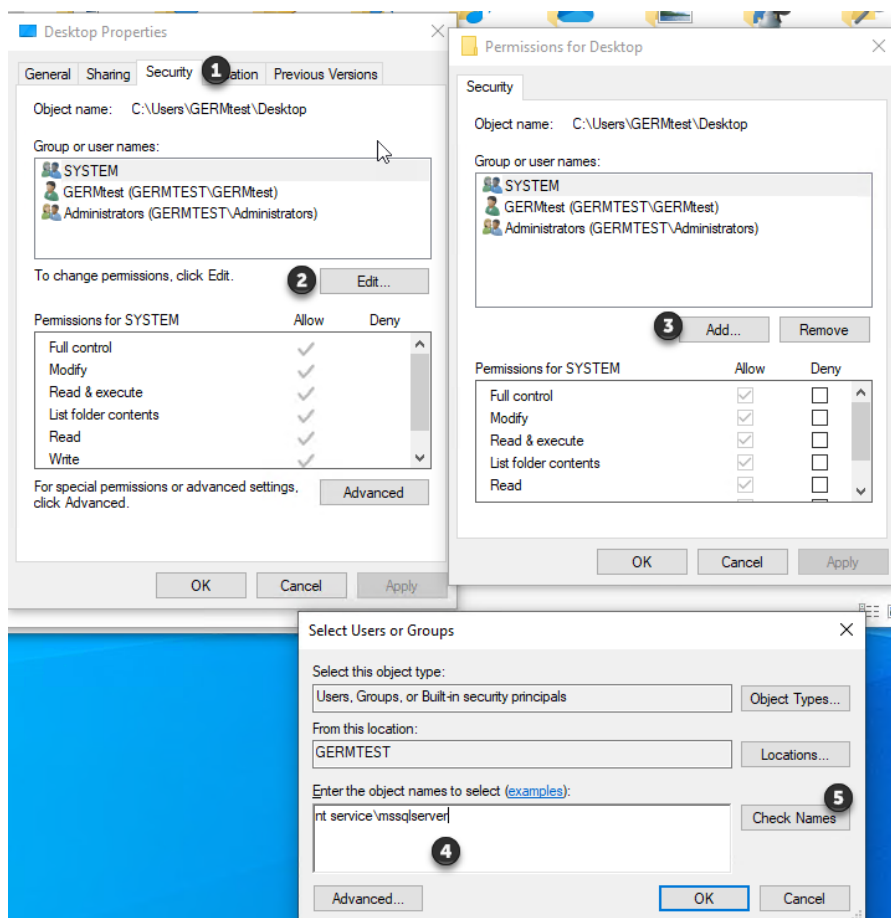 Desktop Properties
General Sharing Security 1 ation Previous Versions
Object name: C:\Users\GERMtest\Desktop
Group or user names:
SYSTEM
GERMtest (GERMTEST\GERMtest)
Administrators (GERMTEST\Administrators)
To change permissions, click Edit. 2 Edit...
Permissions for SYSTEM Allow Deny
Full control
Modify
Read & execute
List folder contents
Read
Write
For special permissions or advanced settings,
click Advanced.
Advanced
OK Cancel Apply
Permissions for Desktop
Security
Object name: C:\Users\GERMtest\Desktop
Group or user names:
SYSTEM
GERMtest (GERMTEST\GERMtest)
Administrators (GERMTEST\Administrators)
3 Add... Remove
Permissions for SYSTEM Allow Deny
Full control
Modify
Read & execute
List folder contents
Read
OK Cancel Apply
Select Users or Groups
Select this object type:
Users, Groups, or Built-in security principals Object Types...
From this location:
GERMTEST Locations...
Enter the object names to select (examples):
5
nt service\mssqlserver Check Names
4
Advanced... OK Cancel